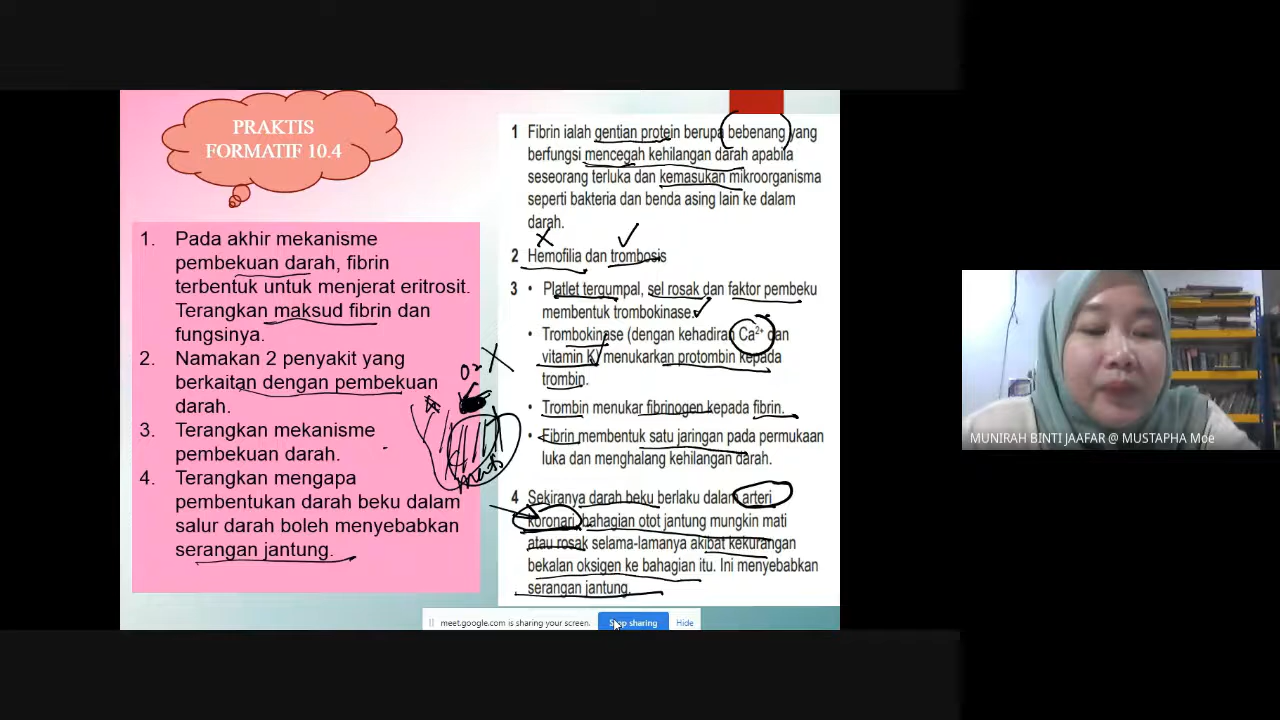 PRAKTIS
FORMATIF 10.4
1. Pada akhir mekanisme
pembekuan darah, fibrin
terbentuk untuk menjerat eritrosit.
Terangkan maksud fibrin dan
fungsinya.
2. Namakan 2 penyakit yang
berkaitan dengan pembekuan
darah.
3. Terangkan mekanisme
pembekuan darah.
4. Terangkan mengapa
pembentukan darah beku dalam
salur darah boleh menyebabkan
serangan jantung.
O₂
mati
1 Fibrin ialah gentian protein berupa bebenang yang
berfungsi mencegah kehilangan darah apabila
seseorang terluka dan kemasukan mikroorganisma
seperti bakteria dan benda asing lain ke dalam
darah.
2 Hemofilia dan trombosis
3 • Platlet tergumpal, sel rosak dan faktor pembeku
membentuk trombokinase.
• Trombokinase (dengan kehadiran Ca²⁺ dan
vitamin K) menukarkan protombin kepada
trombin.
• Trombin menukar fibrinogen kepada fibrin.
• Fibrin membentuk satu jaringan pada permukaan
luka dan menghalang kehilangan darah.
4 Sekiranya darah beku berlaku dalam arteri
koronari, bahagian otot jantung mungkin mati
atau rosak selama-lamanya akibat kekurangan
bekalan oksigen ke bahagian itu. Ini menyebabkan
serangan jantung.
meet.google.com is sharing your screen.
Stop sharing
Hide
MUNIRAH BINTI JAAFAR @ MUSTAPHA Moe